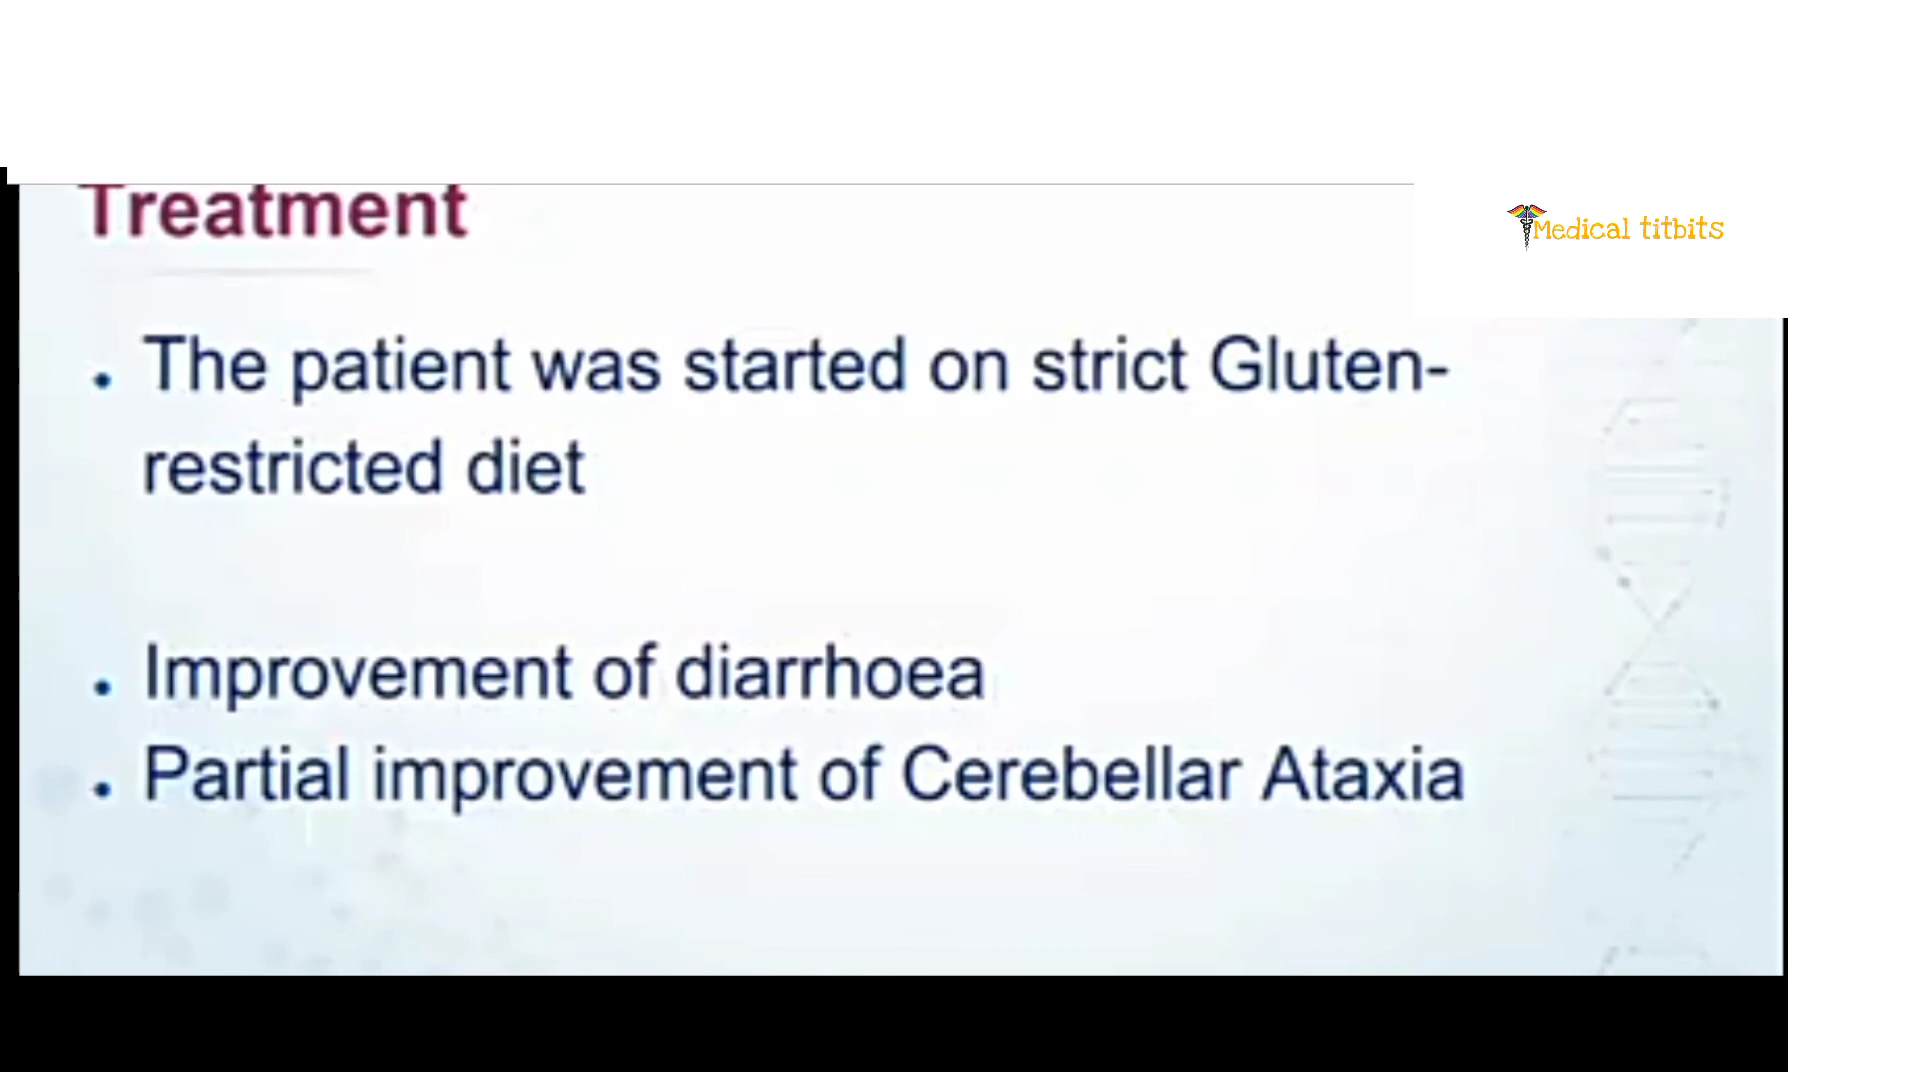 Treatment
Medical titbits
. The patient was started on strict Gluten-
restricted diet
. Improvement of diarrhoea
. Partial improvement of Cerebellar Ataxia